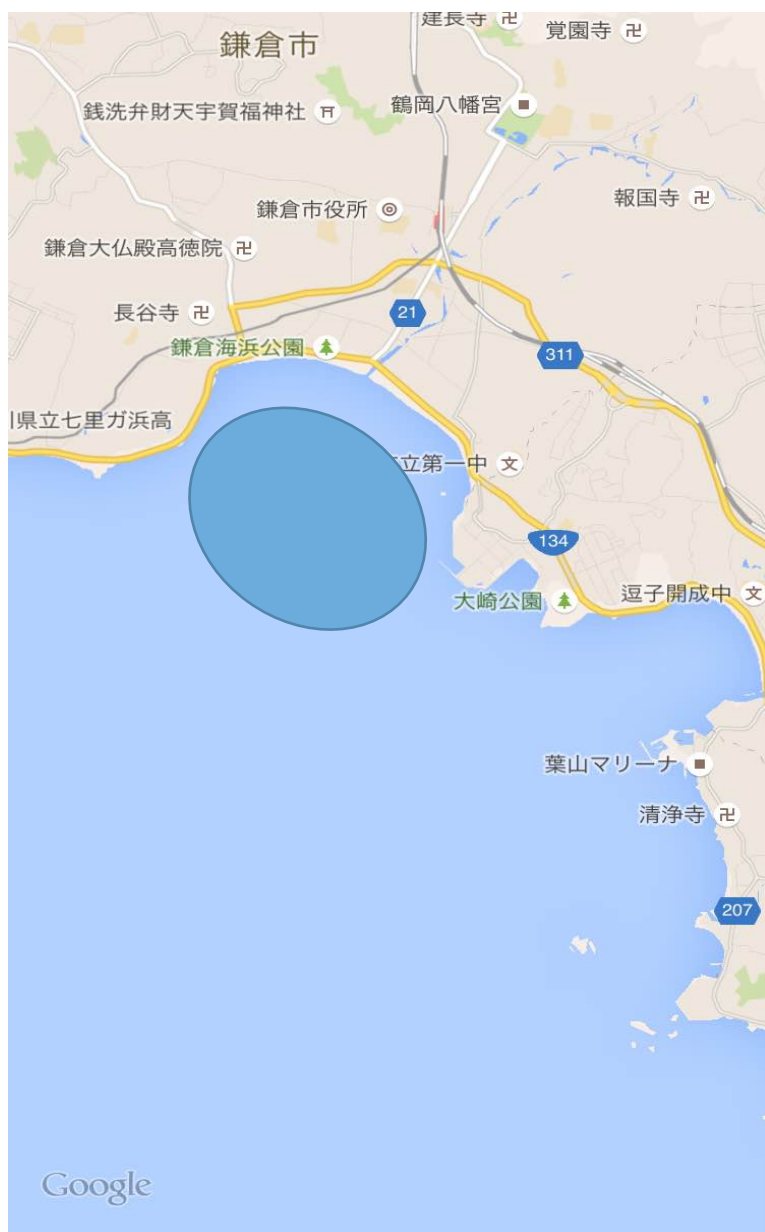 建長寺
覚園寺
鎌倉市
鶴岡八幡宮
銭洗弁財天宇賀福神社
報国寺
鎌倉市役所
鎌倉大仏殿高徳院
長谷寺
21
鎌倉海浜公園
311
県立七里ガ浜高
立第一中
134
大崎公園
逗子開成中
葉山マリーナ
清浄寺
207
Google